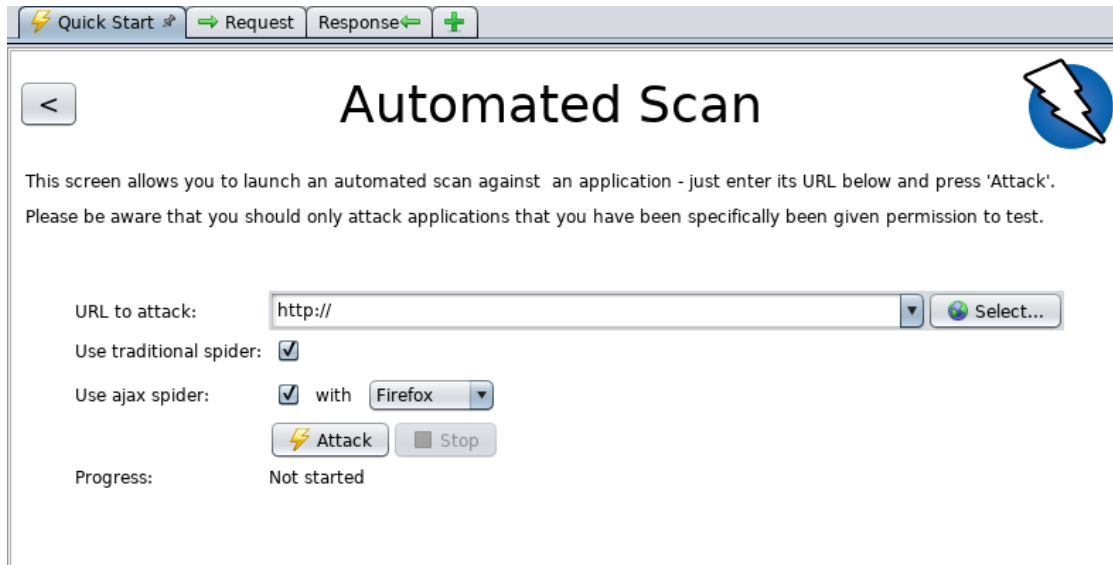 Quick Start Request Response
< Automated Scan
This screen allows you to launch an automated scan against an application - just enter its URL below and press 'Attack'.
Please be aware that you should only attack applications that you have been specifically been given permission to test.
URL to attack: http:// Select...
Use traditional spider:
Use ajax spider: with Firefox
Attack Stop
Progress: Not started